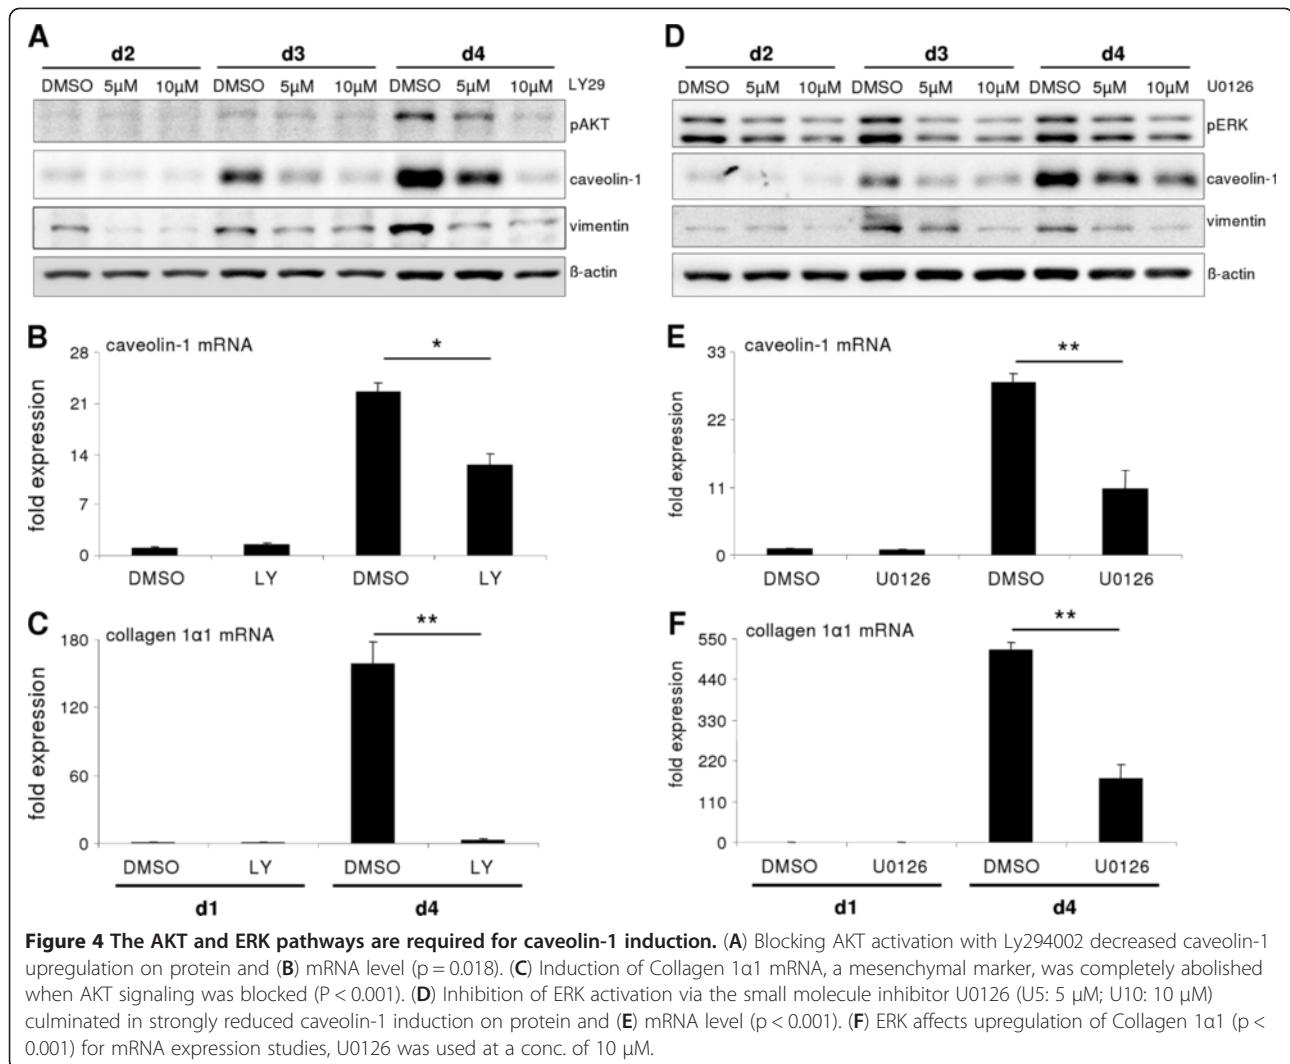 A
d2 d3 d4
DMSO 5µM 10µM DMSO 5µM 10µM DMSO 5µM 10µM LY29
pAKT
caveolin-1
vimentin
ß-actin
D
d2 d3 d4
DMSO 5µM 10µM DMSO 5µM 10µM DMSO 5µM 10µM U0126
pERK
caveolin-1
vimentin
ß-actin
B
caveolin-1 mRNA
*
fold expression
28
21
14
7
0
DMSO LY DMSO LY
E
caveolin-1 mRNA
**
fold expression
33
22
11
0
DMSO U0126 DMSO U0126
C
collagen 1α1 mRNA
**
fold expression
180
120
60
0
DMSO LY DMSO LY
d1 d4
F
collagen 1α1 mRNA
**
fold expression
550
440
330
220
110
0
DMSO U0126 DMSO U0126
d1 d4
Figure 4 The AKT and ERK pathways are required for caveolin-1 induction. (A) Blocking AKT activation with Ly294002 decreased caveolin-1
upregulation on protein and (B) mRNA level (p = 0.018). (C) Induction of Collagen 1α1 mRNA, a mesenchymal marker, was completely abolished
when AKT signaling was blocked (P < 0.001). (D) Inhibition of ERK activation via the small molecule inhibitor U0126 (U5: 5 µM; U10: 10 µM)
culminated in strongly reduced caveolin-1 induction on protein and (E) mRNA level (p < 0.001). (F) ERK affects upregulation of Collagen 1α1 (p <
0.001) for mRNA expression studies, U0126 was used at a conc. of 10 µM.